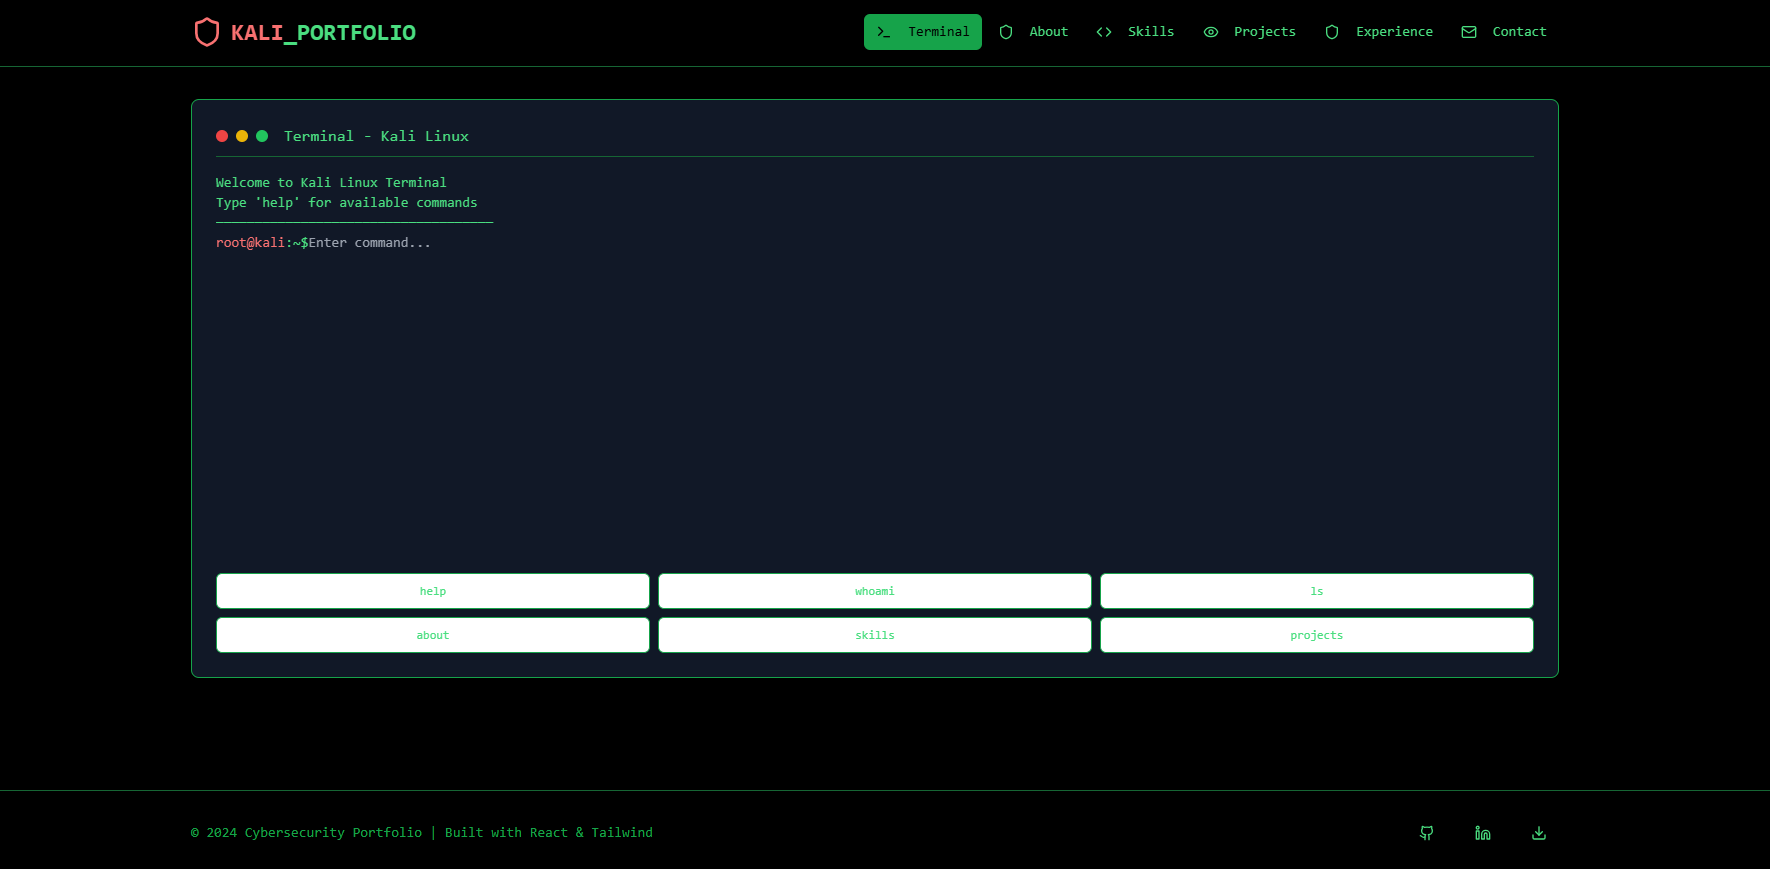 KALI_PORTFOLIO
Terminal
About
Skills
Projects
Experience
Contact
Terminal - Kali Linux
Welcome to Kali Linux Terminal
Type 'help' for available commands
────────────────────────────────────
root@kali:~$Enter command...
help
whoami
ls
about
skills
projects
© 2024 Cybersecurity Portfolio | Built with React & Tailwind